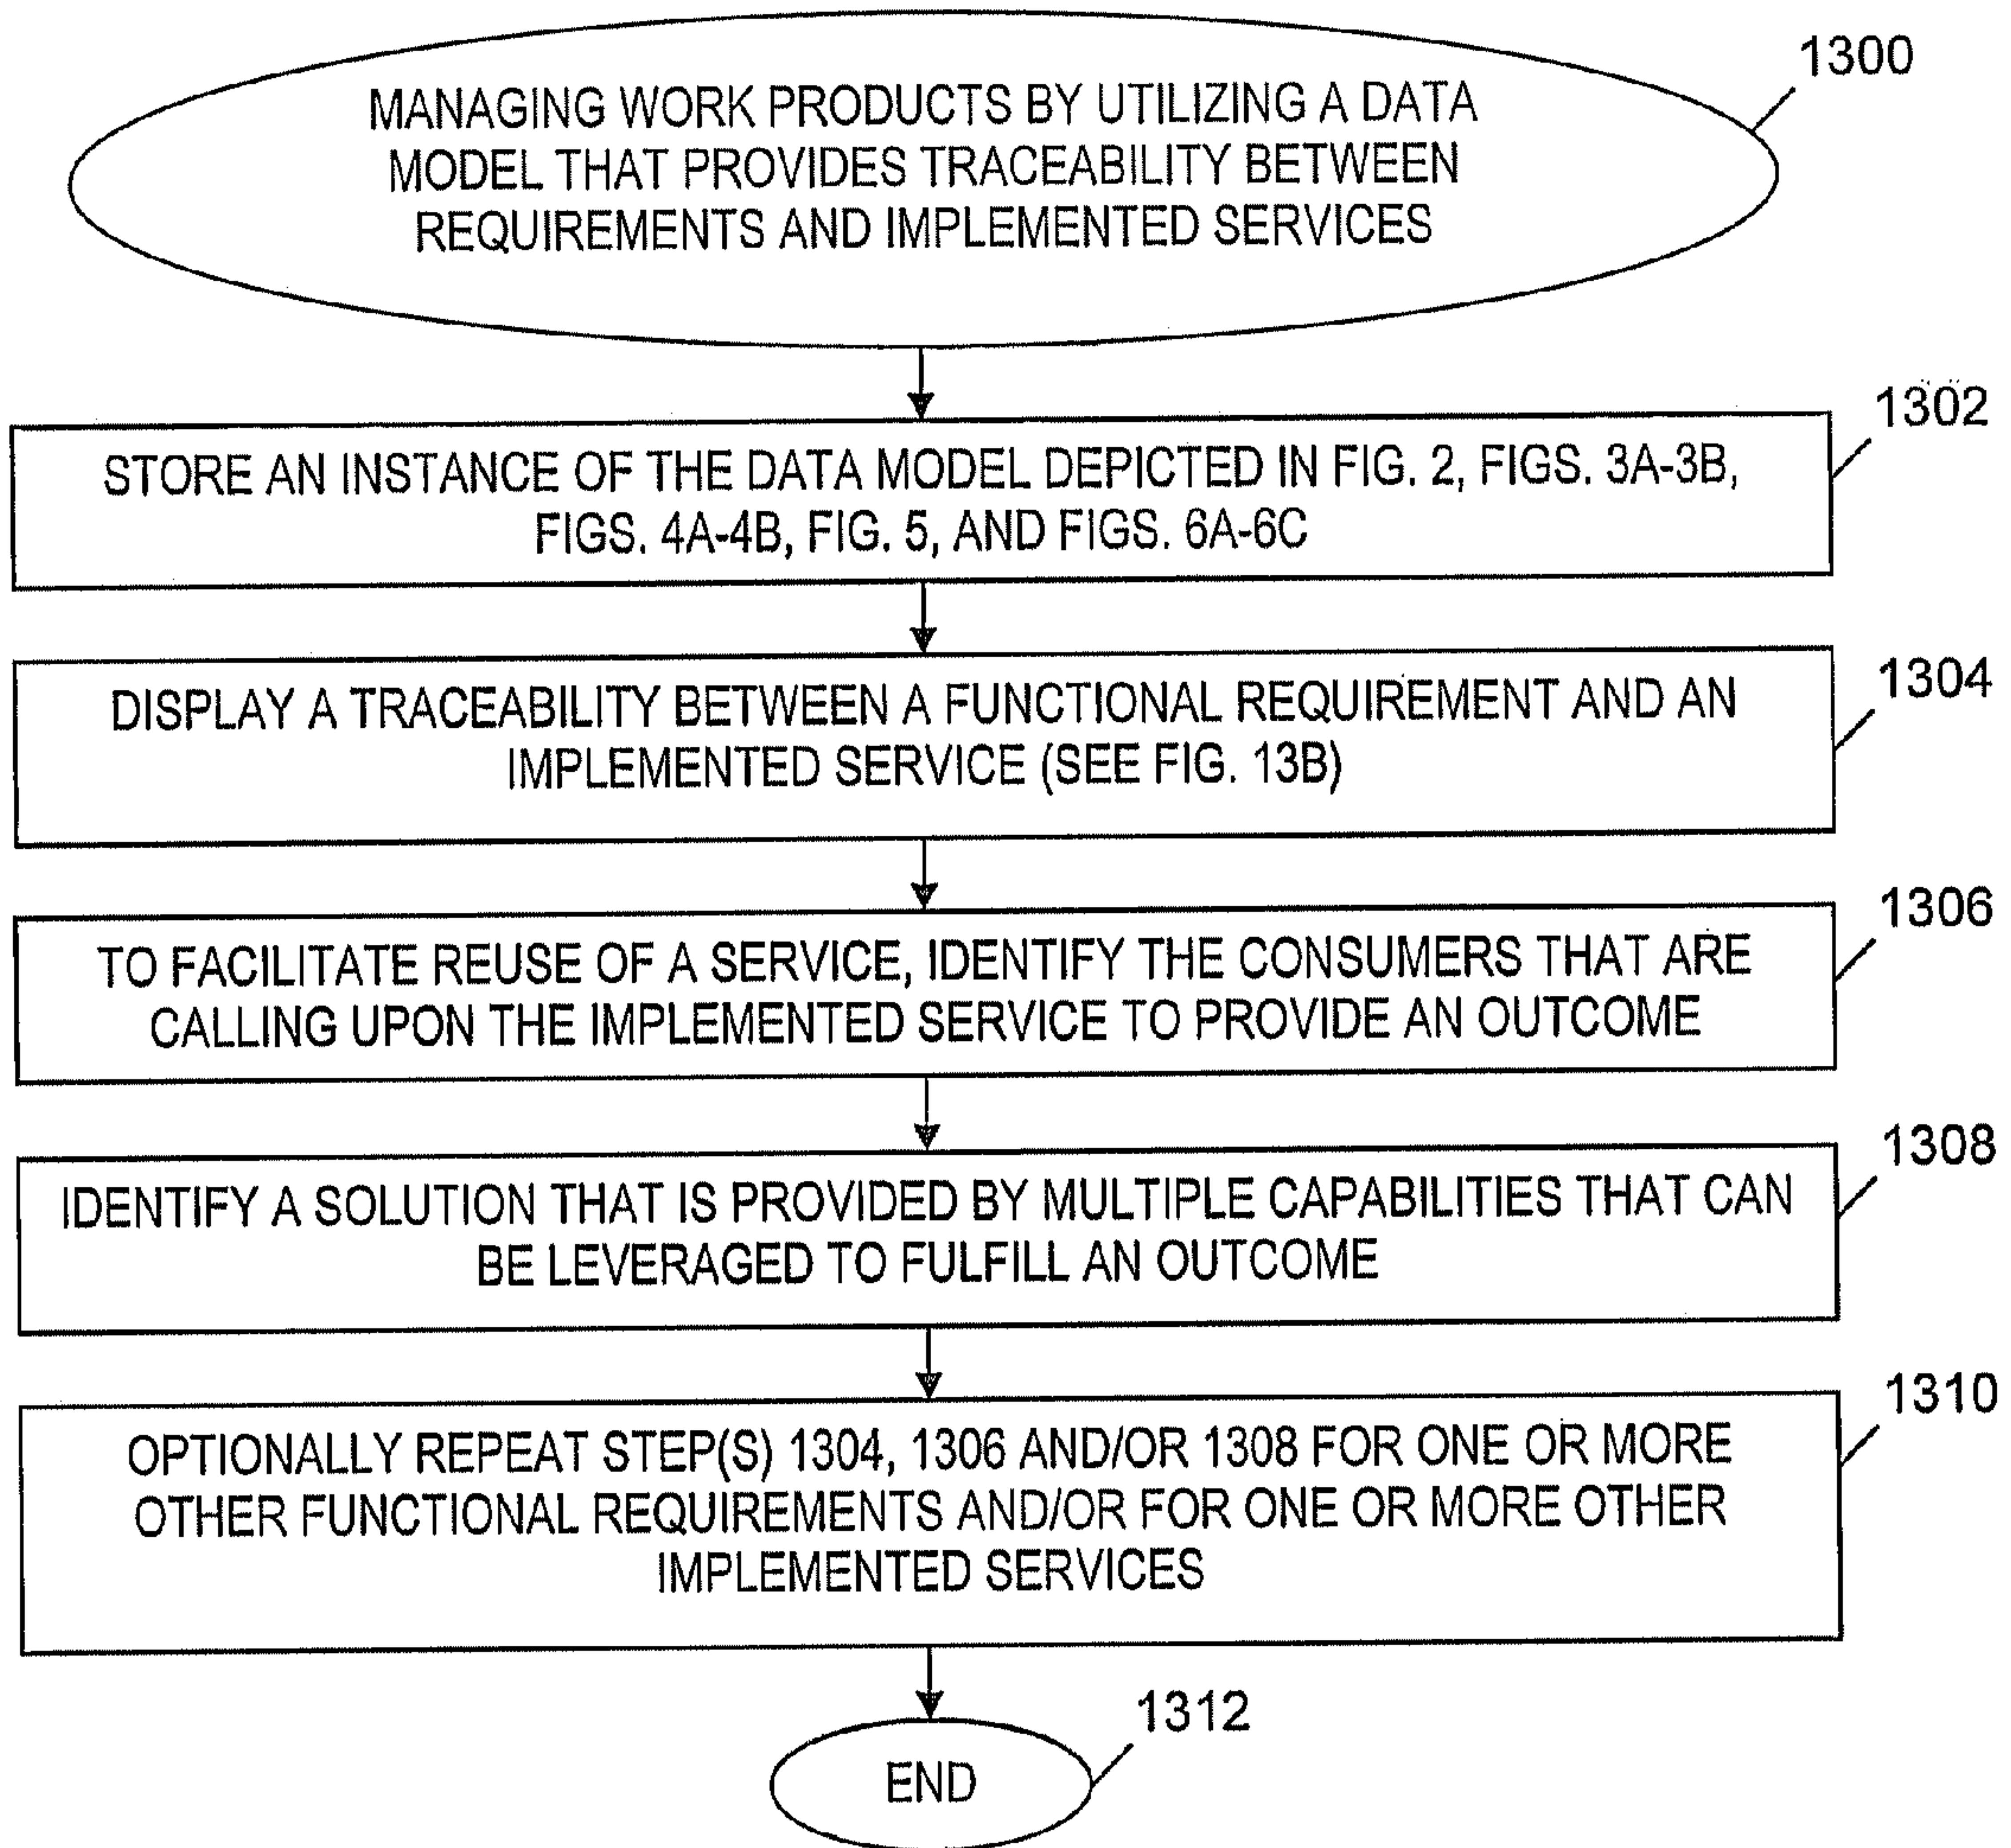 1300
MANAGING WORK PRODUCTS BY UTILIZING A DATA
MODEL THAT PROVIDES TRACEABILITY BETWEEN
REQUIREMENTS AND IMPLEMENTED SERVICES
1302
STORE AN INSTANCE OF THE DATA MODEL DEPICTED IN FIG. 2, FIGS. 3A-3B,
FIGS. 4A-4B, FIG. 5, AND FIGS. 6A-6C
1304
DISPLAY A TRACEABILITY BETWEEN A FUNCTIONAL REQUIREMENT AND AN
IMPLEMENTED SERVICE (SEE FIG. 13B)
1306
TO FACILITATE REUSE OF A SERVICE, IDENTIFY THE CONSUMERS THAT ARE
CALLING UPON THE IMPLEMENTED SERVICE TO PROVIDE AN OUTCOME
1308
IDENTIFY A SOLUTION THAT IS PROVIDED BY MULTIPLE CAPABILITIES THAT CAN
BE LEVERAGED TO FULFILL AN OUTCOME
1310
OPTIONALLY REPEAT STEP(S) 1304, 1306 AND/OR 1308 FOR ONE OR MORE
OTHER FUNCTIONAL REQUIREMENTS AND/OR FOR ONE OR MORE OTHER
IMPLEMENTED SERVICES
1312
END